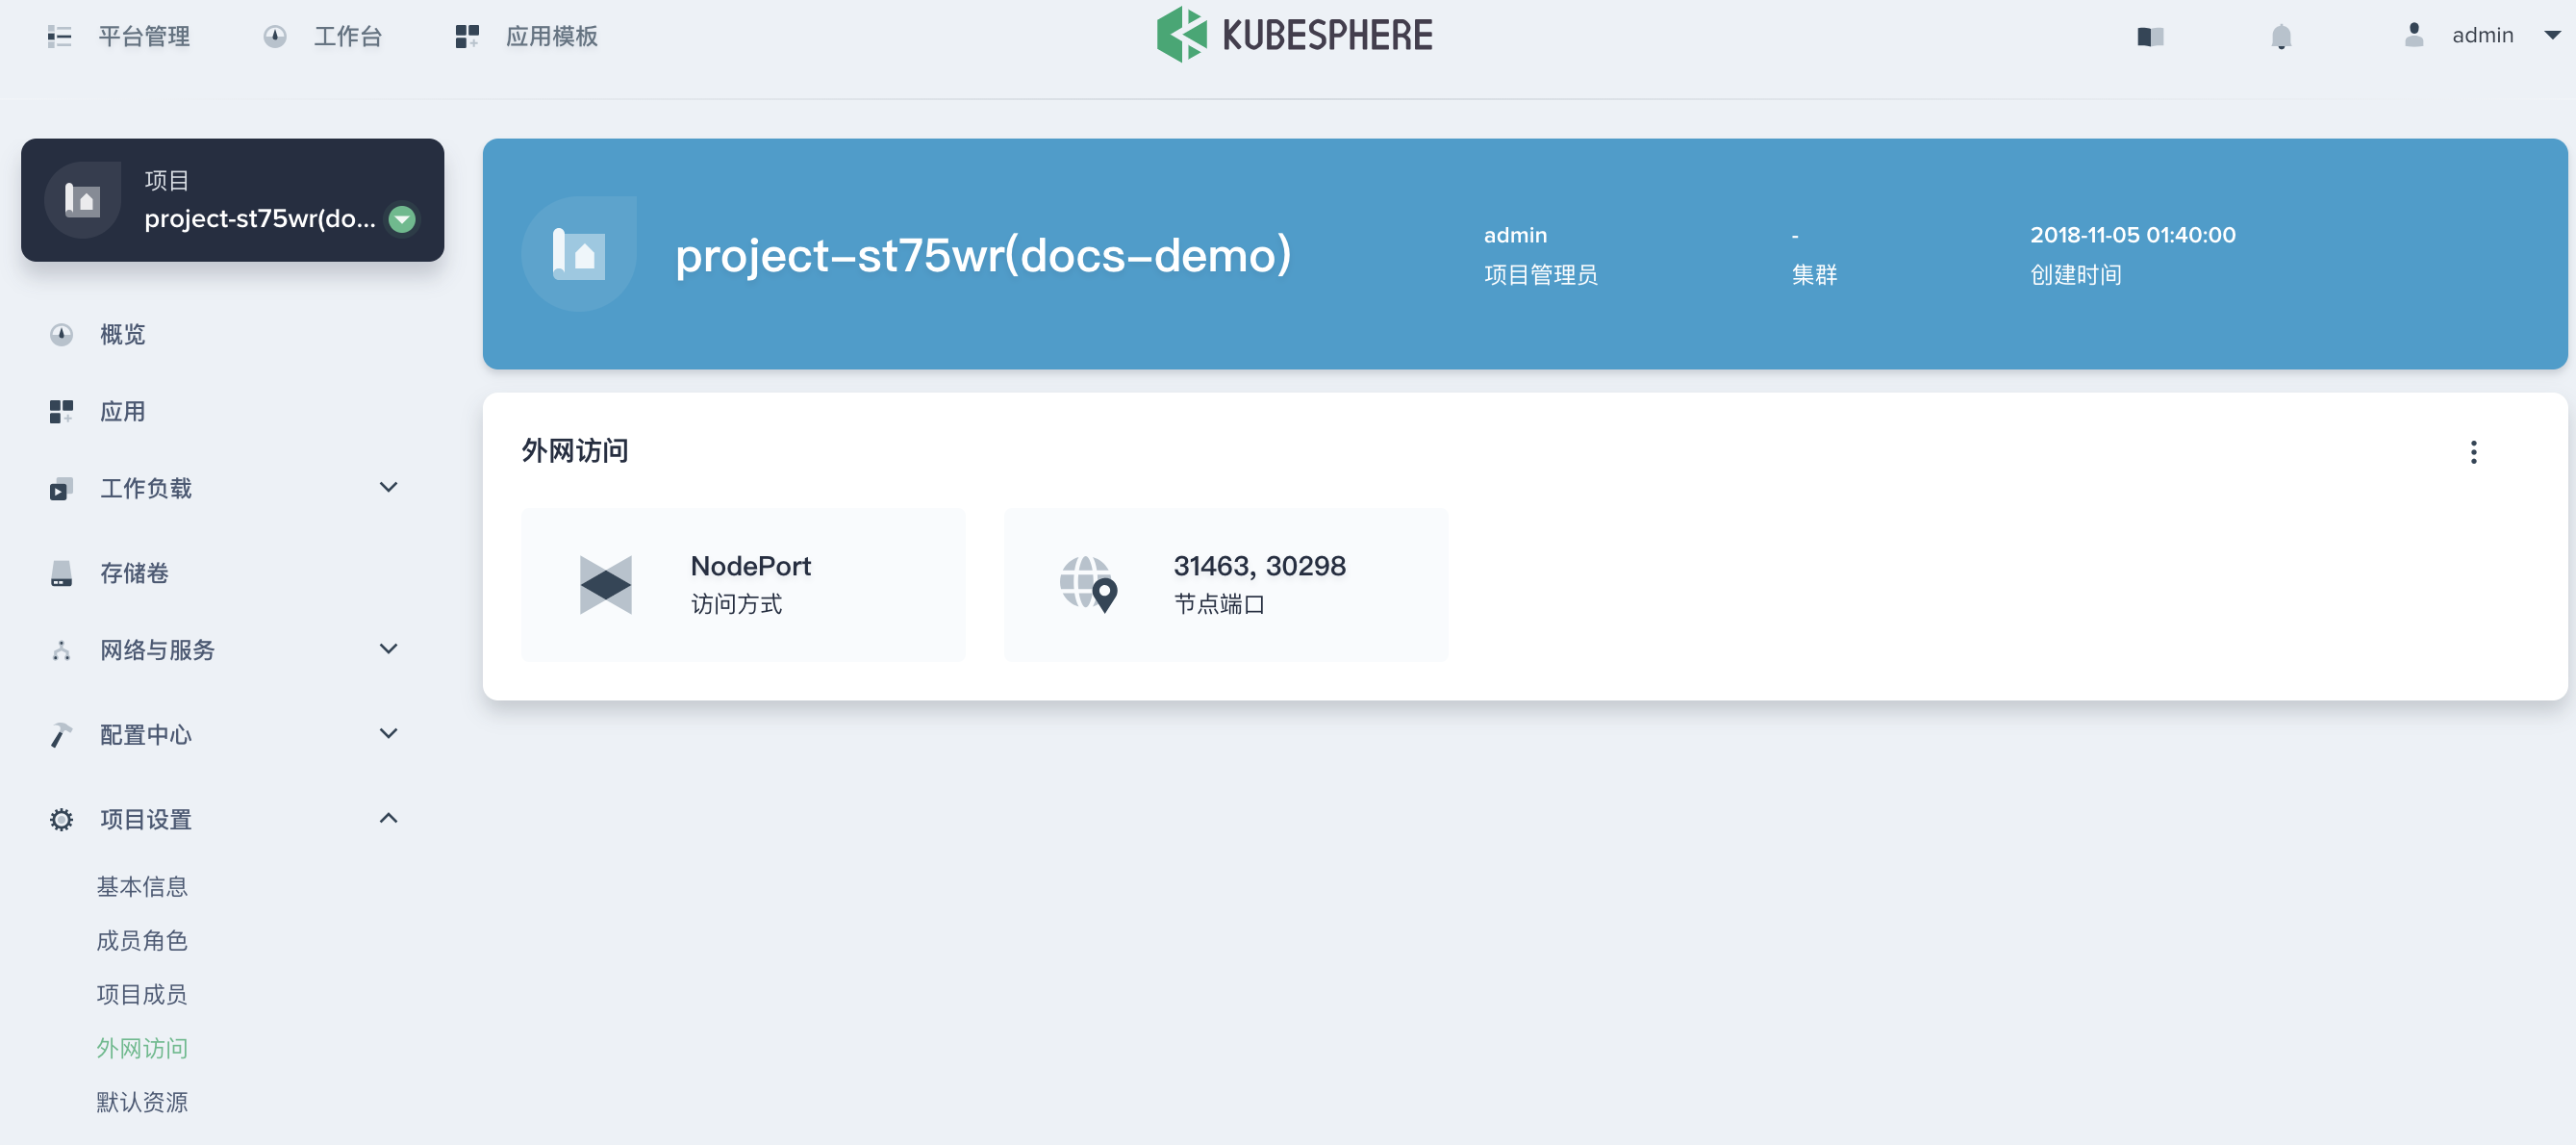 平台管理
工作台
应用模板
KUBESPHERE
admin
项目
project-st75wr(do...
概览
应用
工作负载
存储卷
网络与服务
配置中心
项目设置
基本信息
成员角色
项目成员
外网访问
默认资源
project-st75wr(docs-demo)
admin
项目管理员
-
集群
2018-11-05 01:40:00
创建时间
外网访问
NodePort
访问方式
31463, 30298
节点端口